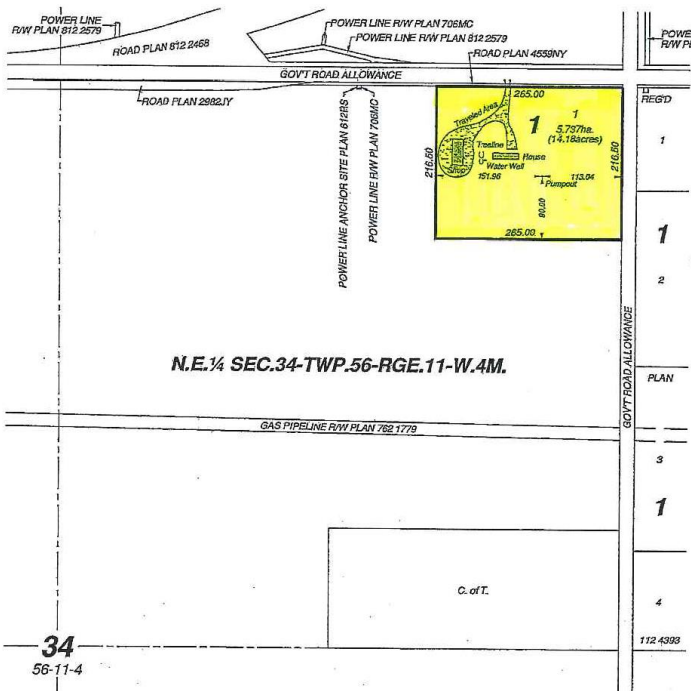 POWER LINE
R/W PLAN 812 2579
ROAD PLAN 812 2468
POWER LINE R/W PLAN 706MC
POWER LINE R/W PLAN 812 2579
ROAD PLAN 4559NY
GOV'T ROAD ALLOWANCE
ROAD PLAN 2982JY
POWER LINE ANCHOR SITE PLAN 612RS
POWER LINE R/W PLAN 706MC
265.00
Traveled Area
1
1
5.737ha.
(14.18acres)
216.50
216.50
Treeline
House
Water Well
Shop
151.96
113.04
Pumpout
80.00
265.00
REG'D
1
1
2
GOV'T ROAD ALLOWANCE
N.E.¼ SEC.34-TWP.56-RGE.11-W.4M.
PLAN
GAS PIPELINE R/W PLAN 762 1779
3
1
C. of T.
4
112 4393
34
56-11-4